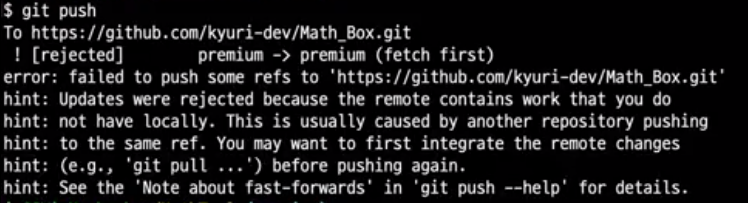 $ git push
To https://github.com/kyuri-dev/Math_Box.git
! [rejected] premium -> premium (fetch first)
error: failed to push some refs to 'https://github.com/kyuri-dev/Math_Box.git'
hint: Updates were rejected because the remote contains work that you do
hint: not have locally. This is usually caused by another repository pushing
hint: to the same ref. You may want to first integrate the remote changes
hint: (e.g., 'git pull ...') before pushing again.
hint: See the 'Note about fast-forwards' in 'git push --help' for details.